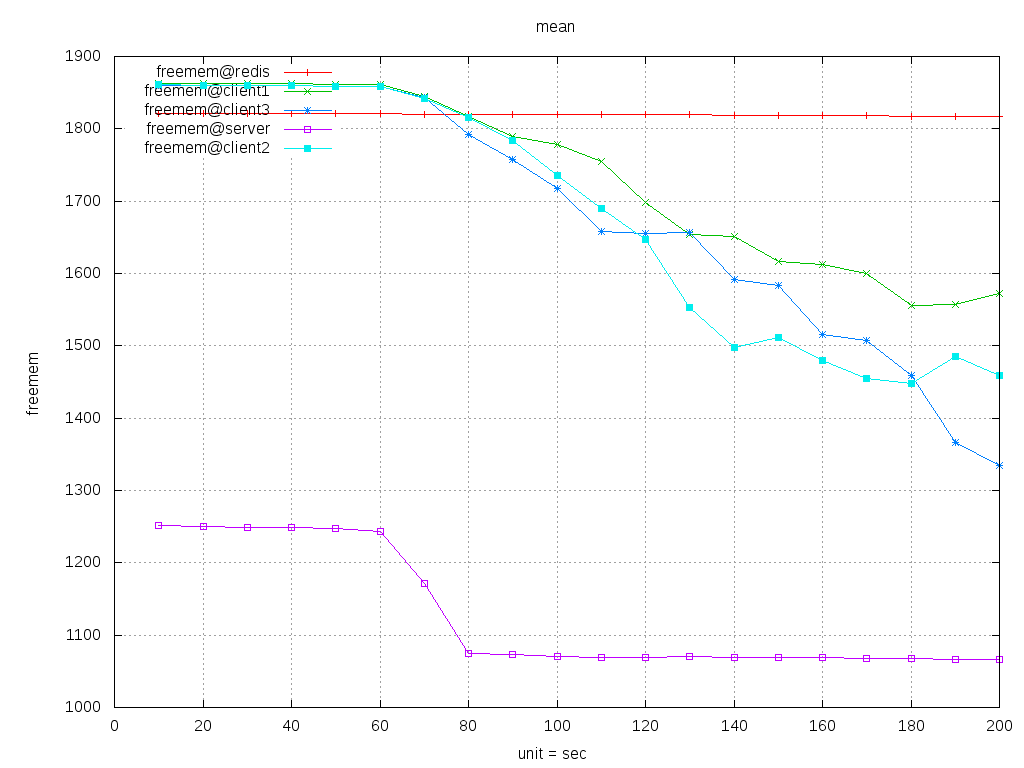 mean
1900
1800
1700
1600
1500
1400
1300
1200
1100
1000
freemem
freemem@redis
freemem@client1
freemem@client3
freemem@server
freemem@client2
0 20 40 60 80 100 120 140 160 180 200
unit = sec